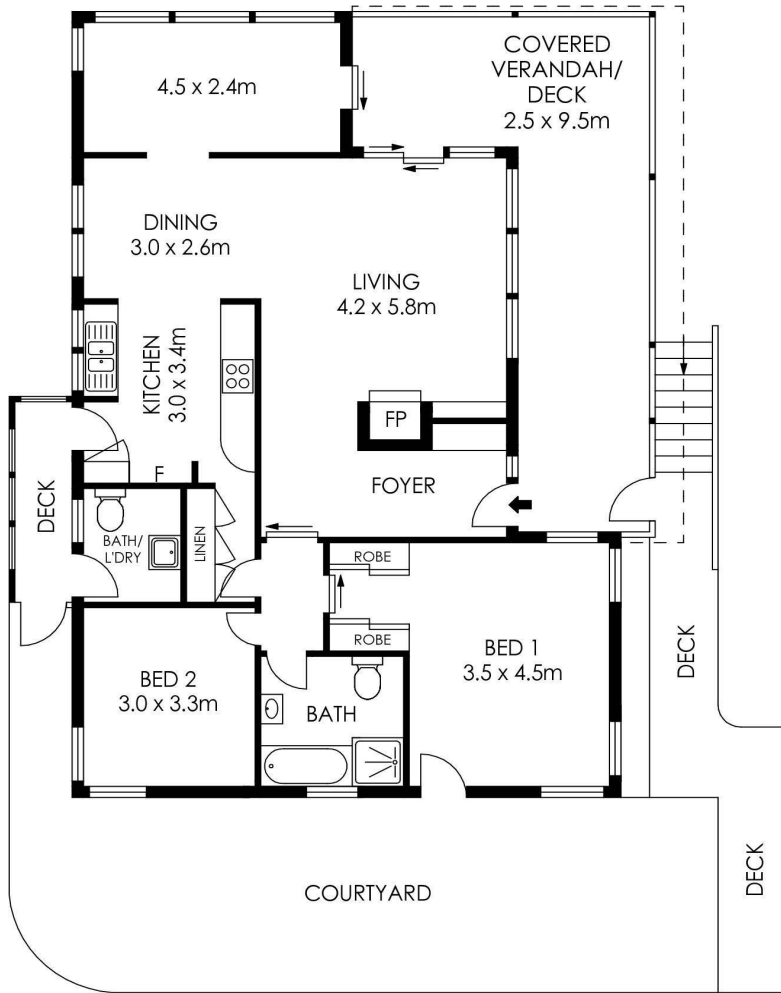 4.5 x 2.4m
COVERED
VERANDAH/
DECK
2.5 x 9.5m
DINING
3.0 x 2.6m
LIVING
4.2 x 5.8m
KITCHEN
3.0 x 3.4m
FP
F
FOYER
DECK
BATH/
L'DRY
LINEN
ROBE
ROBE
BED 1
3.5 x 4.5m
BED 2
3.0 x 3.3m
BATH
DECK
COURTYARD
DECK